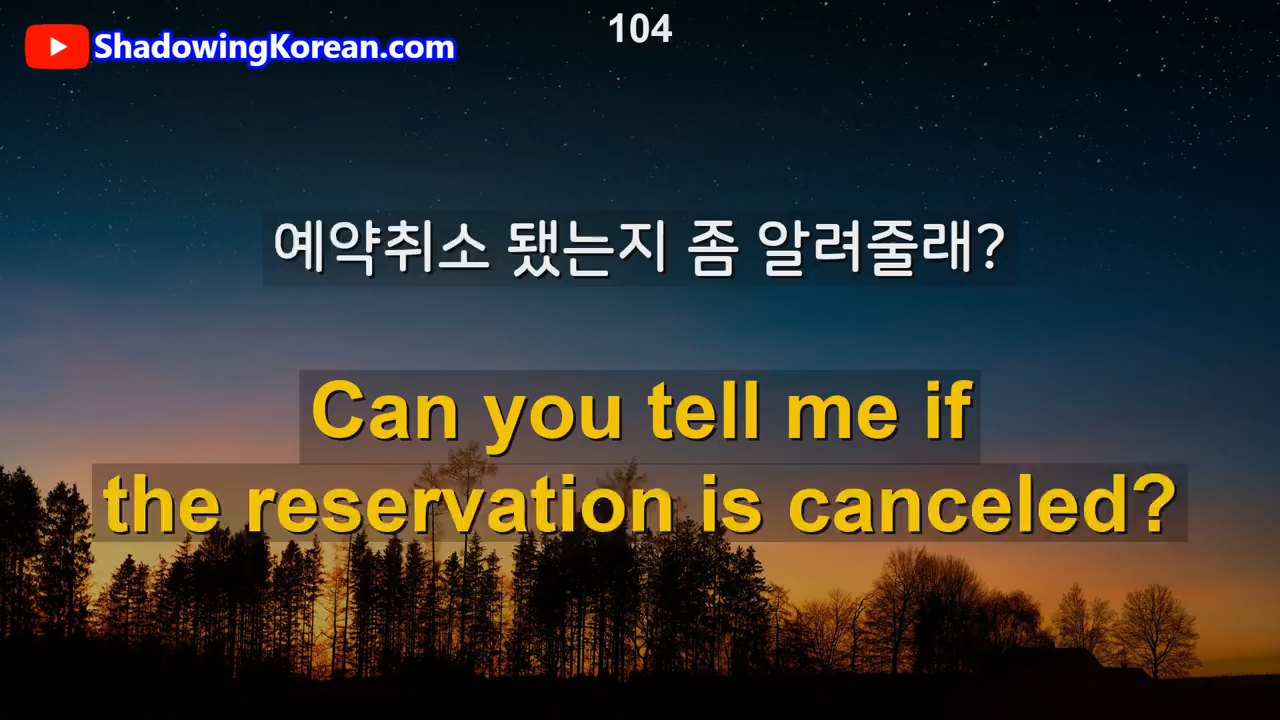 104
ShadowingKorean.com
예약취소 됐는지 좀 알려줄래?
Can you tell me if
the reservation is canceled?